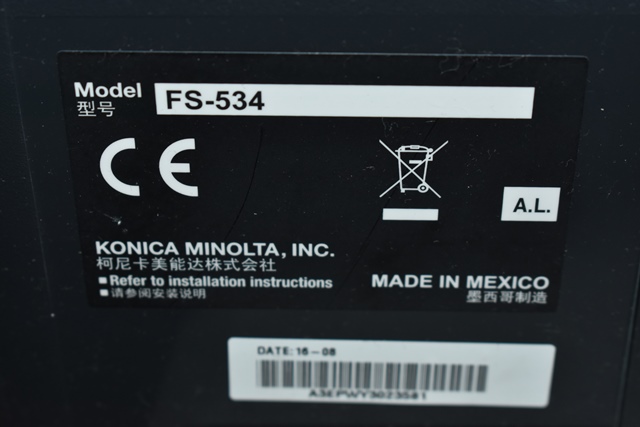 Model FS-534
型号
CE
A.L.
KONICA MINOLTA, INC.
柯尼卡美能达株式会社
■Refer to installation instructions
■请参阅安装说明
MADE IN MEXICO
墨西哥制造
DATE: 16-08
A3EPWY3023581